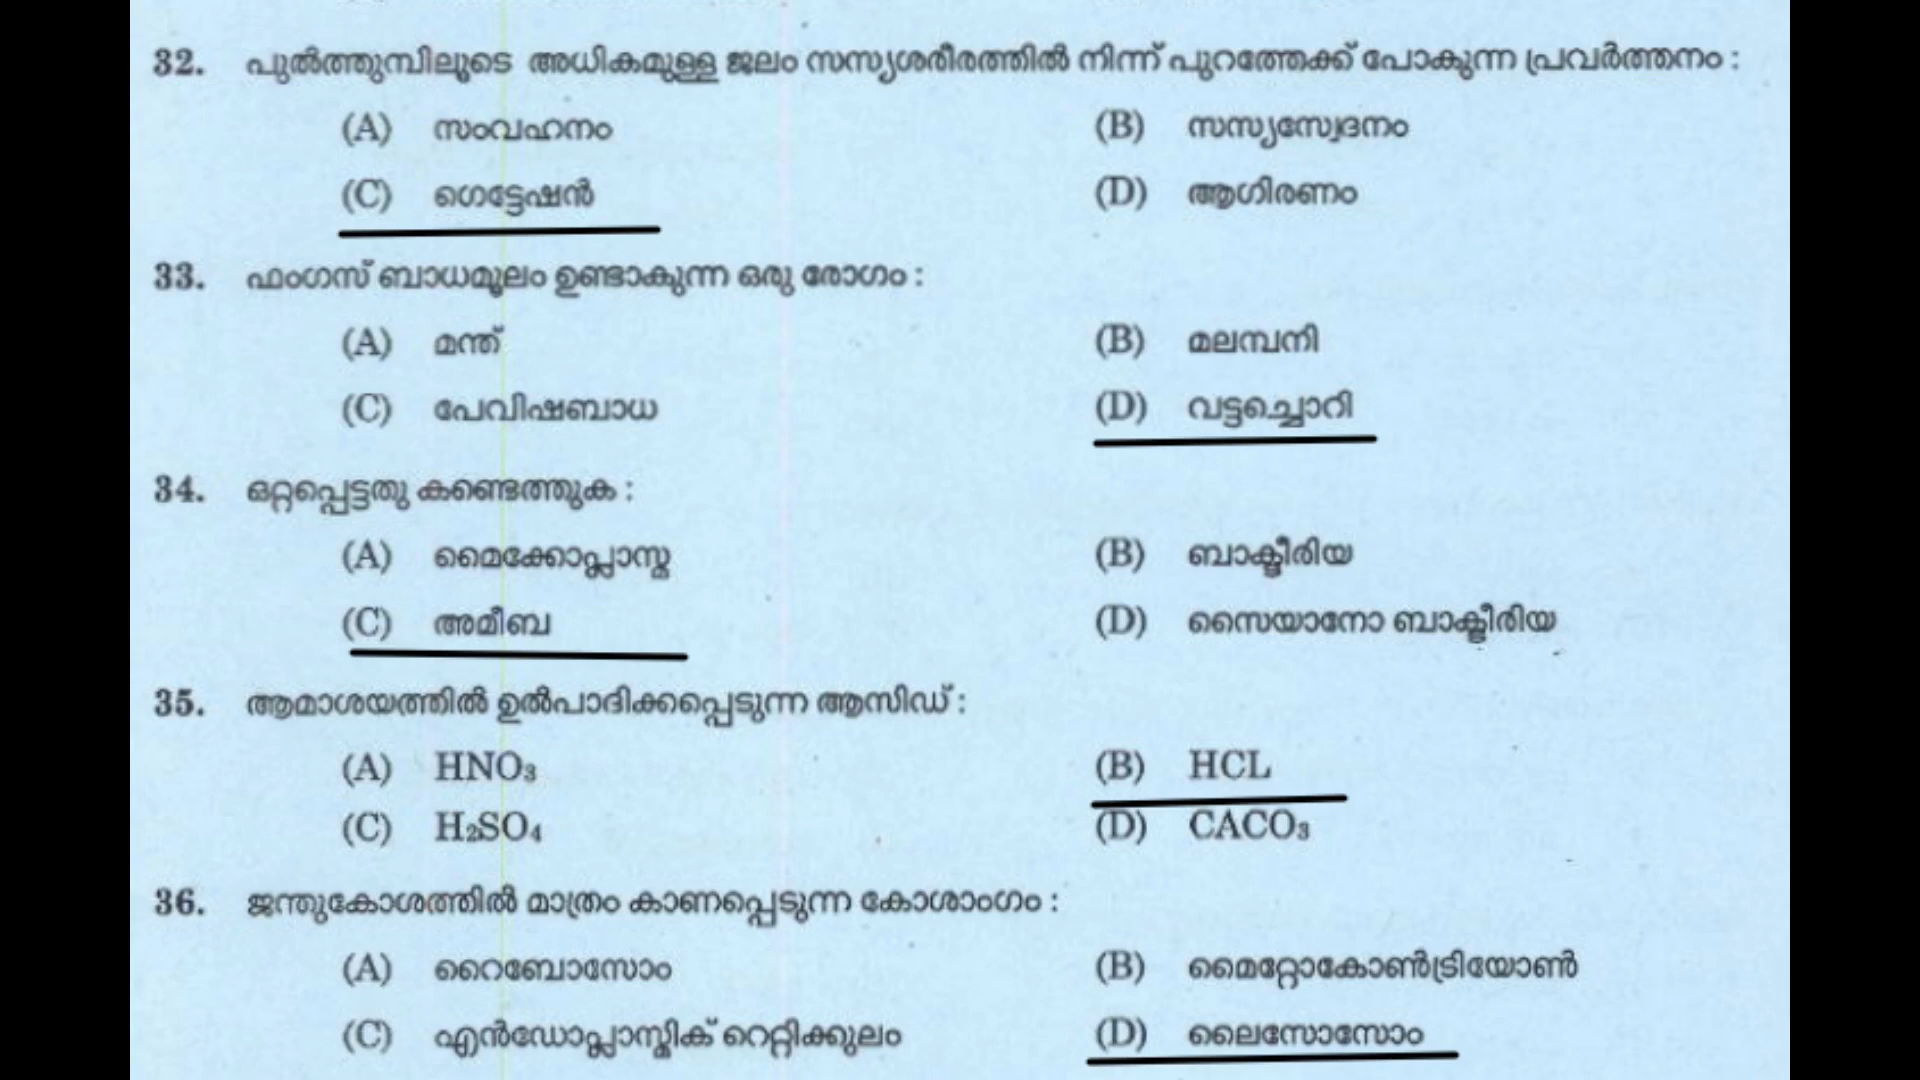 32. പുൽത്തുമ്പിലൂടെ അധികമുള്ള ജലം സസ്യശരീരത്തിൽ നിന്ന് പുറത്തേക്ക് പോകുന്ന പ്രവർത്തനം :
(A) സംവഹനം (B) സസ്യസ്വേദനം
(C) ഗെട്ടേഷൻ (D) ആഗിരണം
33. ഫംഗസ് ബാധമൂലം ഉണ്ടാകുന്ന ഒരു രോഗം :
(A) മന്ത് (B) മലമ്പനി
(C) പേവിഷബാധ (D) വട്ടച്ചൊറി
34. ഒറ്റപ്പെട്ടതു കണ്ടെത്തുക :
(A) മൈക്കോപ്ലാസ്മ (B) ബാക്ടീരിയ
(C) അമീബ (D) സൈയാനോ ബാക്ടീരിയ
35. ആമാശയത്തിൽ ഉൽപാദിക്കപ്പെടുന്ന ആസിഡ് :
(A) HNO₃ (B) HCL
(C) H₂SO₄ (D) CACO₃
36. ജന്തുകോശത്തിൽ മാത്രം കാണപ്പെടുന്ന കോശാംഗം :
(A) റൈബോസോം (B) മൈറ്റോകോൺട്രിയോൺ
(C) എൻഡോപ്ലാസ്മിക് റെറ്റിക്കുലം (D) ലൈസോസോം